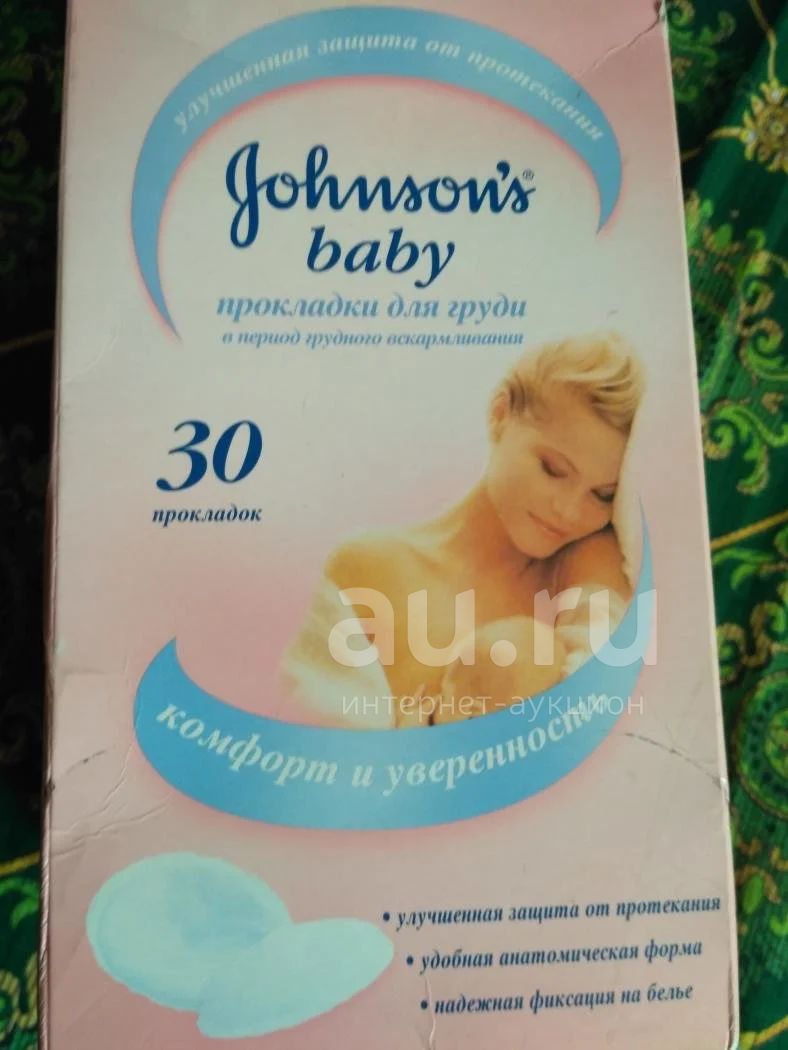 улучшенная защита от протекания
Johnson's®
baby
прокладки для груди
в период грудного вскармливания
30
прокладок
au.ru
интернет-аукцион
комфорт и уверенность
• улучшенная защита от протекания
• удобная анатомическая форма
• надежная фиксация на белье